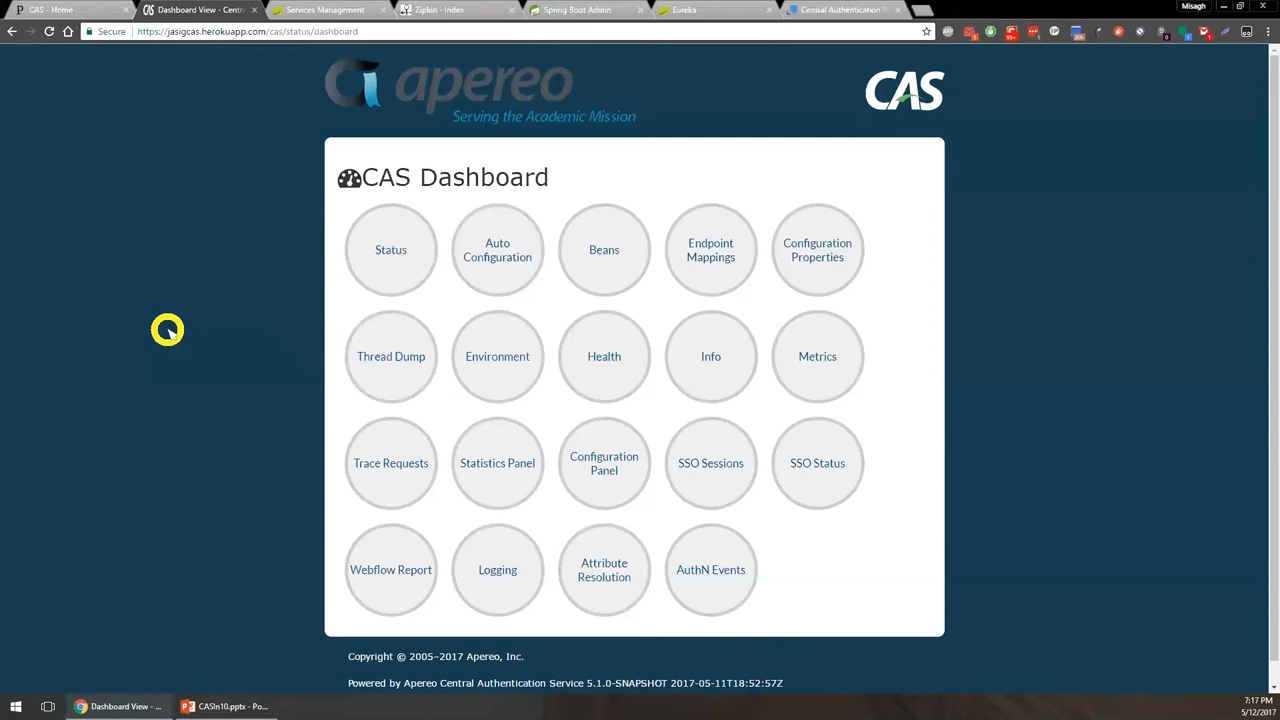 CAS - Home
Dashboard View - Centr
Services Management
Zipkin - Index
Spring Boot Admin
Eureka
Central Authentication S
Misagh
Secure
https://jasigcas.herokuapp.com/cas/status/dashboard
apereo
Serving the Academic Mission
CAS
CAS Dashboard
Status
Auto
Configuration
Beans
Endpoint
Mappings
Configuration
Properties
Thread Dump
Environment
Health
Info
Metrics
Trace Requests
Statistics Panel
Configuration
Panel
SSO Sessions
SSO Status
Webflow Report
Logging
Attribute
Resolution
AuthN Events
Copyright © 2005–2017 Apereo, Inc.
Powered by Apereo Central Authentication Service 5.1.0-SNAPSHOT 2017-05-11T18:52:57Z
Dashboard View - ...
CASIn10.pptx - Po...
7:17 PM
5/12/2017